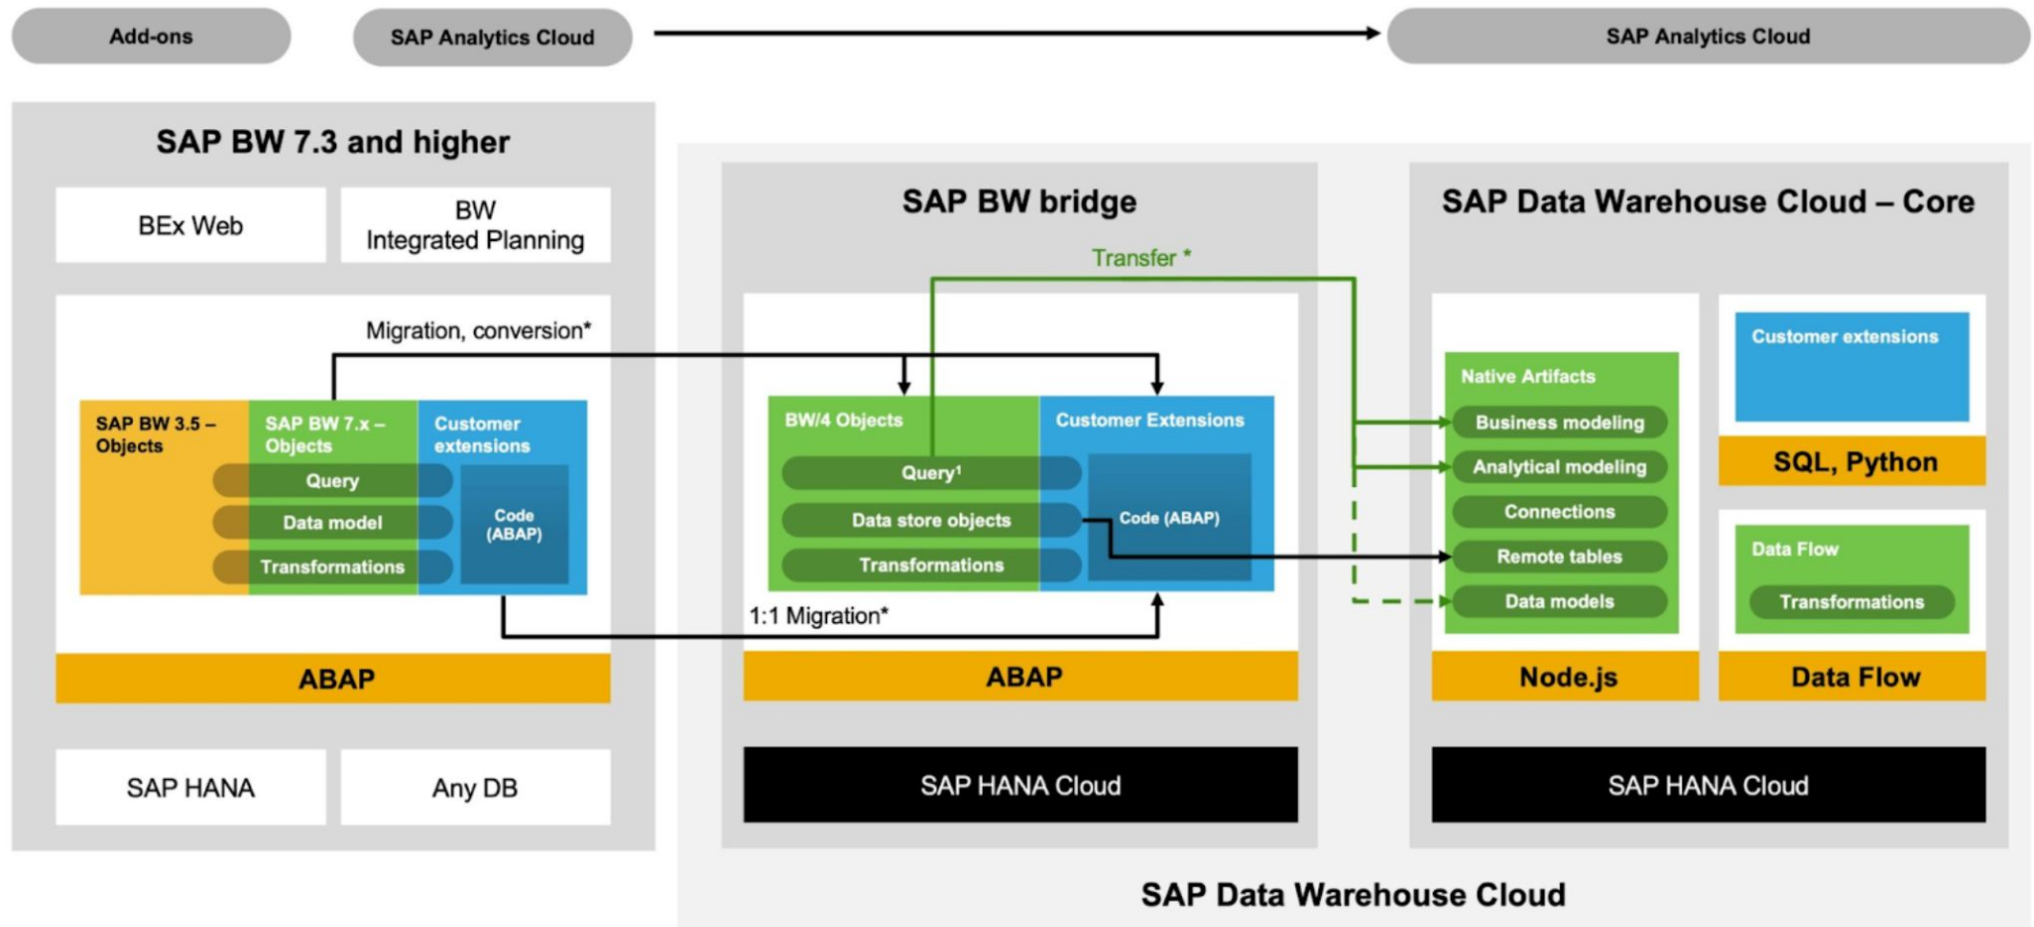 Add-ons
SAP Analytics Cloud
SAP Analytics Cloud
SAP BW 7.3 and higher
BEx Web
BW
Integrated Planning
Migration, conversion*
SAP BW 3.5 –
Objects
SAP BW 7.x –
Objects
Customer
extensions
Query
Data model
Transformations
Code
(ABAP)
ABAP
SAP HANA
Any DB
SAP BW bridge
Transfer *
BW/4 Objects
Customer Extensions
Query¹
Data store objects
Transformations
Code (ABAP)
1:1 Migration*
ABAP
SAP HANA Cloud
SAP Data Warehouse Cloud – Core
Native Artifacts
Business modeling
Analytical modeling
Connections
Remote tables
Data models
Node.js
Customer extensions
SQL, Python
Data Flow
Transformations
Data Flow
SAP HANA Cloud
SAP Data Warehouse Cloud